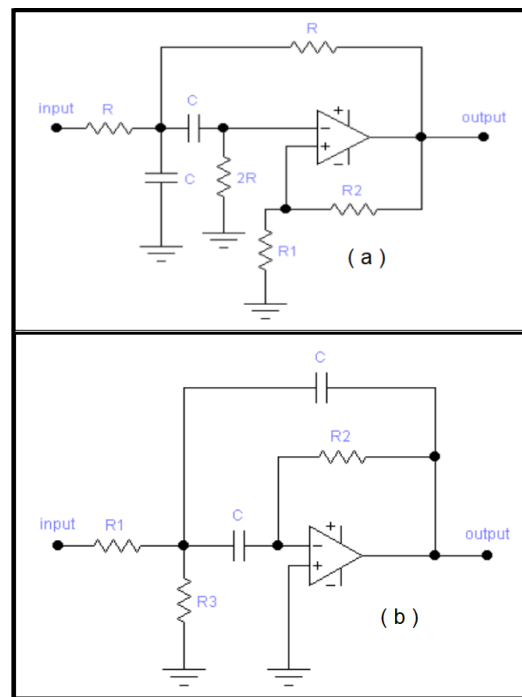 R
input R C output
− +
+ −
C 2R R2
R1 ( a )
C
R2
input R1 C output
− +
+ −
R3 ( b )